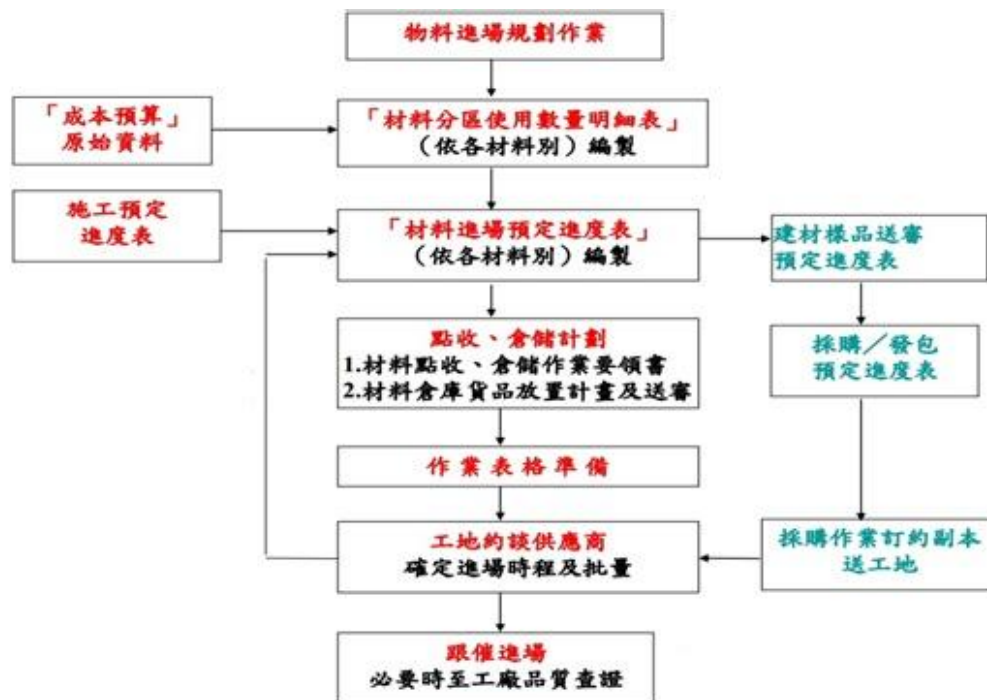 物料進場規劃作業
「成本預算」
原始資料
「材料分區使用數量明細表」
（依各材料別）編製
施工預定
進度表
「材料進場預定進度表」
（依各材料別）編製
建材樣品送審
預定進度表
點收、倉儲計劃
1.材料點收、倉儲作業要領書
2.材料倉庫貨品放置計畫及送審
採購／發包
預定進度表
作業表格準備
工地約談供應商
確定進場時程及批量
採購作業訂約副本
送工地
跟催進場
必要時至工廠品質查證